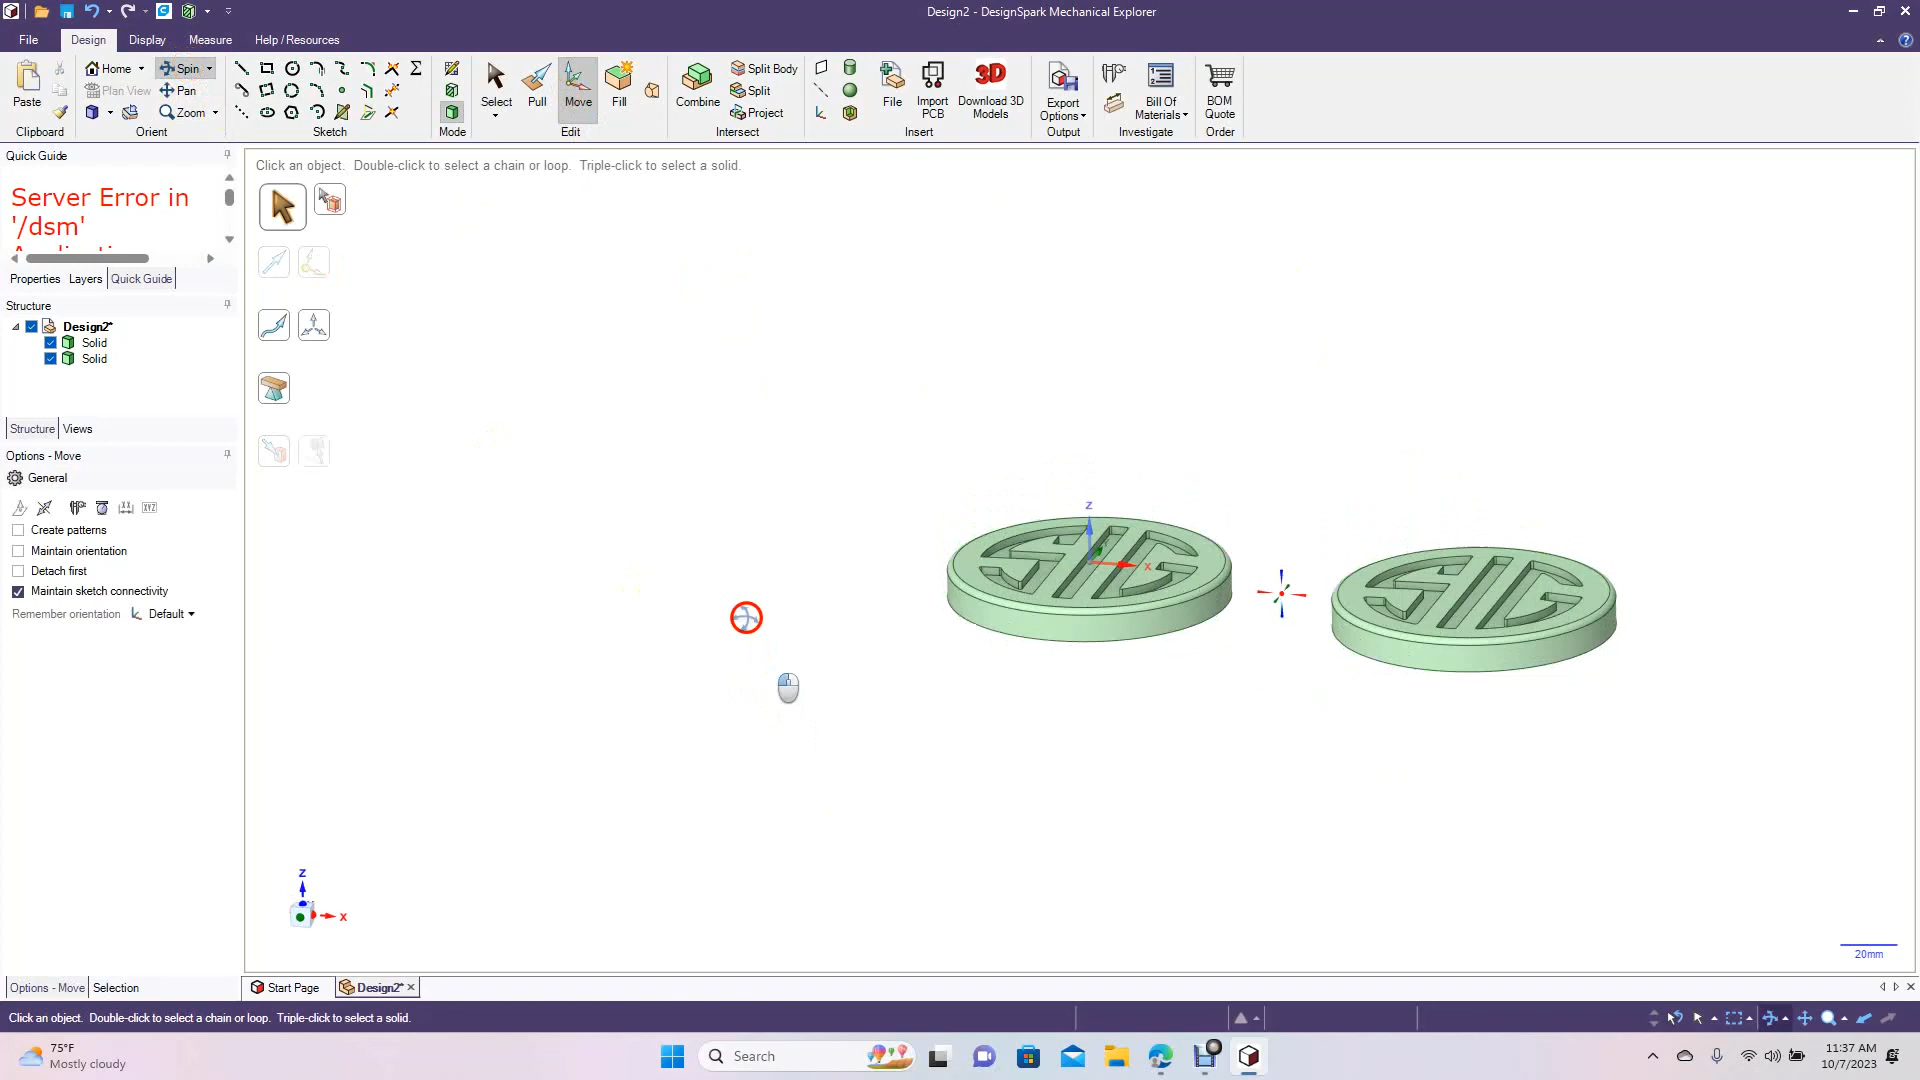 Design2 - DesignSpark Mechanical Explorer
File Design Display Measure Help / Resources
Paste
Clipboard
Home Spin
Plan View Pan
Zoom
Orient
Sketch
Mode
Select Pull Move Fill
Edit
Combine
Split Body
Split
Project
Intersect
File
Import PCB
Download 3D Models
3D
Insert
Export Options
Output
Bill Of Materials
Investigate
BOM Quote
Order
Quick Guide
Server Error in
'/dsm'
Properties Layers Quick Guide
Structure
Design2*
Solid
Solid
Structure Views
Options - Move
General
XYZ
Create patterns
Maintain orientation
Detach first
Maintain sketch connectivity
Remember orientation Default
Options - Move Selection
Click an object. Double-click to select a chain or loop. Triple-click to select a solid.
Z
X
SIG
SIG
Z
X
20mm
Start Page Design2*
Click an object. Double-click to select a chain or loop. Triple-click to select a solid.
75°F
Mostly cloudy
Search
11:37 AM
10/7/2023